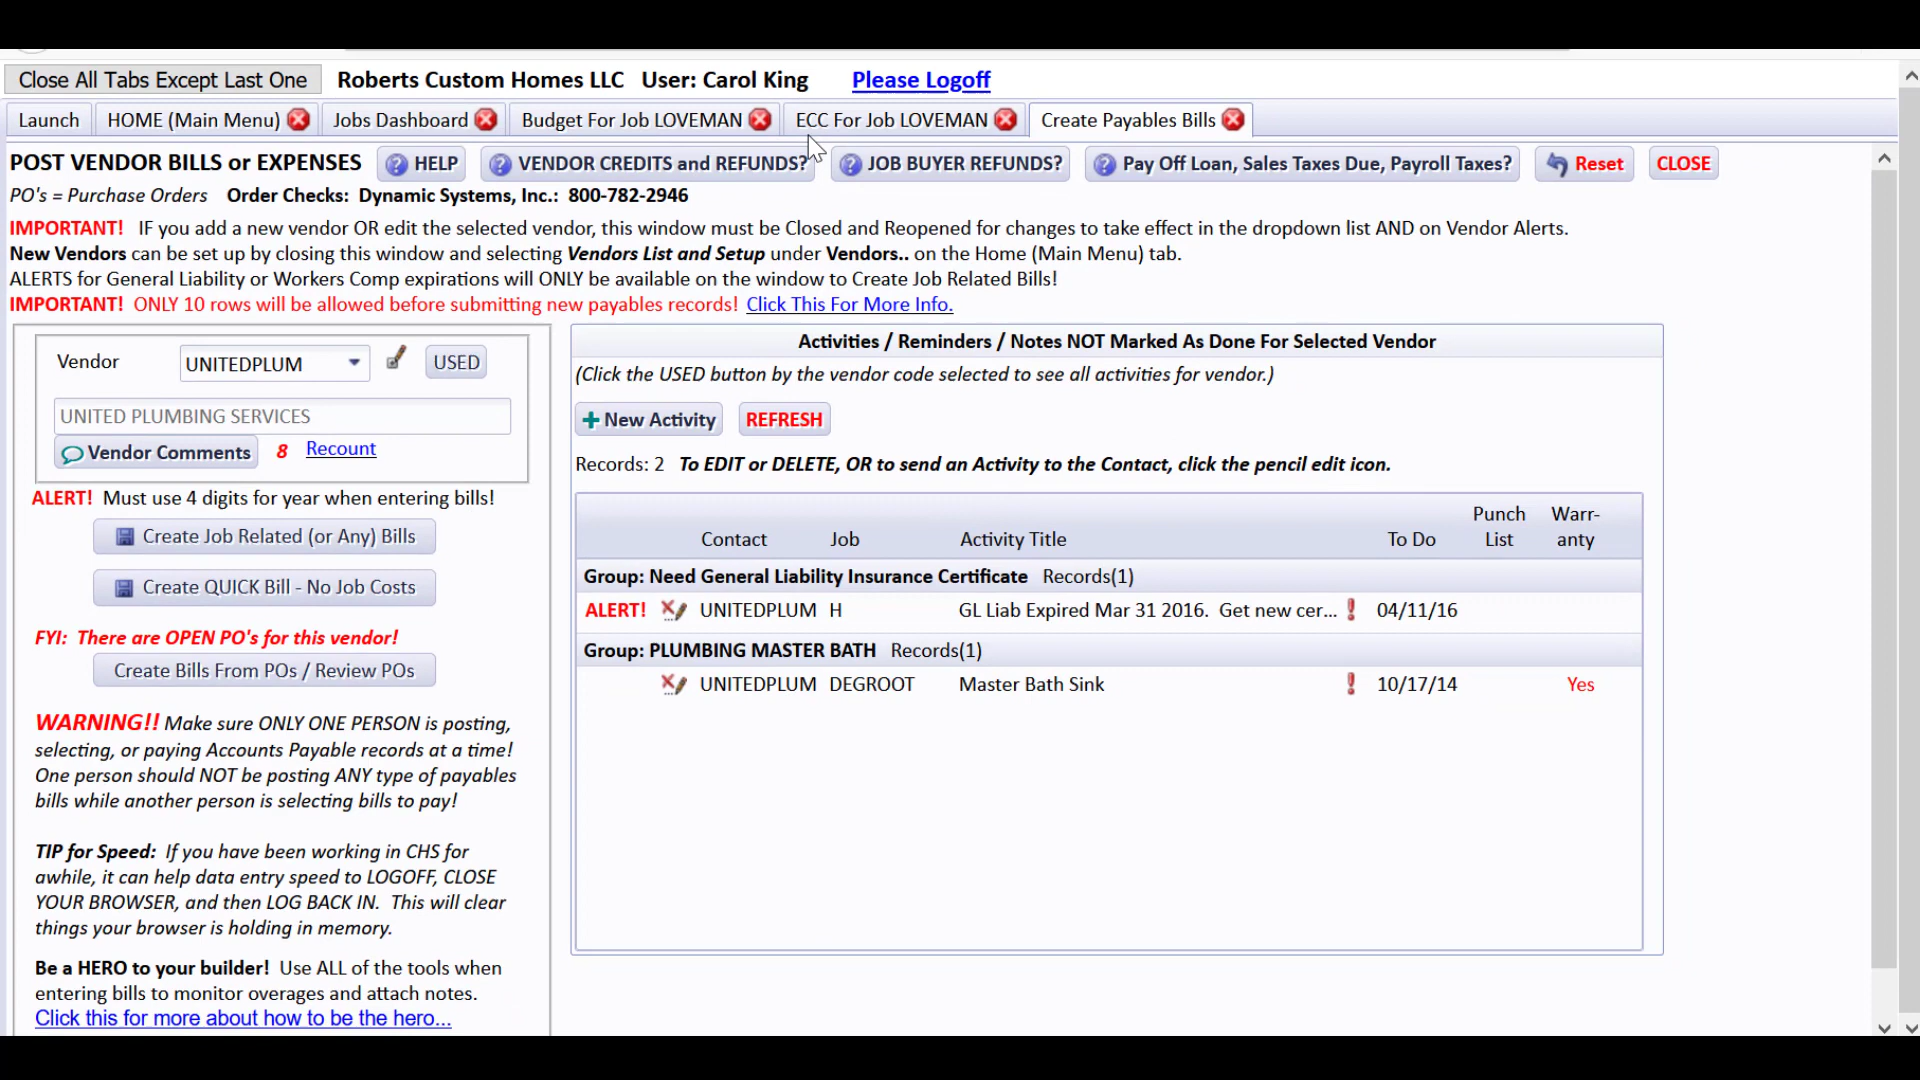 Close All Tabs Except Last One Roberts Custom Homes LLC User: Carol King Please Logoff
Launch HOME (Main Menu) Jobs Dashboard Budget For Job LOVEMAN ECC For Job LOVEMAN Create Payables Bills
POST VENDOR BILLS or EXPENSES HELP VENDOR CREDITS and REFUNDS? JOB BUYER REFUNDS? Pay Off Loan, Sales Taxes Due, Payroll Taxes? Reset CLOSE
PO's = Purchase Orders Order Checks: Dynamic Systems, Inc.: 800-782-2946
IMPORTANT! IF you add a new vendor OR edit the selected vendor, this window must be Closed and Reopened for changes to take effect in the dropdown list AND on Vendor Alerts.
New Vendors can be set up by closing this window and selecting Vendors List and Setup under Vendors.. on the Home (Main Menu) tab.
ALERTS for General Liability or Workers Comp expirations will ONLY be available on the window to Create Job Related Bills!
IMPORTANT! ONLY 10 rows will be allowed before submitting new payables records! Click This For More Info.
Vendor UNITEDPLUM USED
UNITED PLUMBING SERVICES
Vendor Comments 8 Recount
ALERT! Must use 4 digits for year when entering bills!
Create Job Related (or Any) Bills
Create QUICK Bill - No Job Costs
FYI: There are OPEN PO's for this vendor!
Create Bills From POs / Review POs
WARNING!! Make sure ONLY ONE PERSON is posting,
selecting, or paying Accounts Payable records at a time!
One person should NOT be posting ANY type of payables
bills while another person is selecting bills to pay!
TIP for Speed: If you have been working in CHS for
awhile, it can help data entry speed to LOGOFF, CLOSE
YOUR BROWSER, and then LOG BACK IN. This will clear
things your browser is holding in memory.
Be a HERO to your builder! Use ALL of the tools when
entering bills to monitor overages and attach notes.
Click this for more about how to be the hero...
Activities / Reminders / Notes NOT Marked As Done For Selected Vendor
(Click the USED button by the vendor code selected to see all activities for vendor.)
New Activity REFRESH
Records: 2 To EDIT or DELETE, OR to send an Activity to the Contact, click the pencil edit icon.
Contact Job Activity Title To Do Punch List Warr-anty
Group: Need General Liability Insurance Certificate Records(1)
ALERT! UNITEDPLUM H GL Liab Expired Mar 31 2016. Get new cer... 04/11/16
Group: PLUMBING MASTER BATH Records(1)
UNITEDPLUM DEGROOT Master Bath Sink 10/17/14 Yes